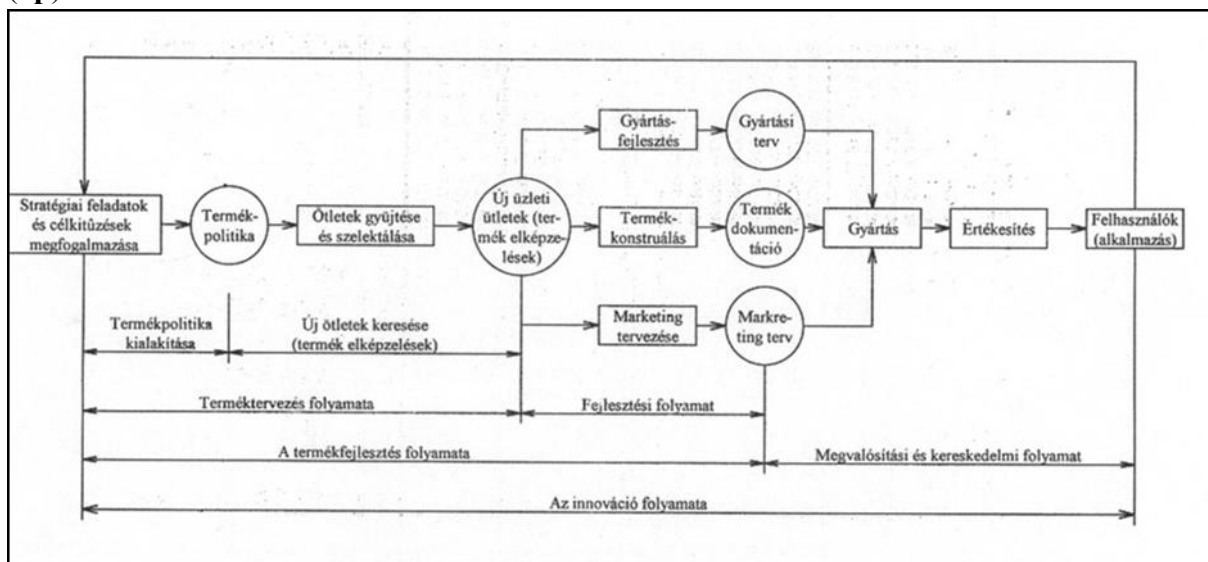 Gyártás-
fejlesztés
Gyártási
terv
Stratégiai feladatok
és célkitűzések
megfogalmazása
Termék-
politika
Ötletek gyűjtése
és szelektálása
Új üzleti
ütletek (ter-
mék elképze-
lések)
Termék-
konstruálás
Termék
dokumen-
táció
Gyártás
Értékesítés
Felhasználók
(alkalmazás)
Marketing
tervezése
Markre-
ting terv
Termékpolitika
kialakítása
Új ötletek keresése
(termék elképzelések)
Terméktervezés folyamata
Fejlesztési folyamat
A termékfejlesztés folyamata
Megvalósítási és kereskedelmi folyamat
Az innováció folyamata